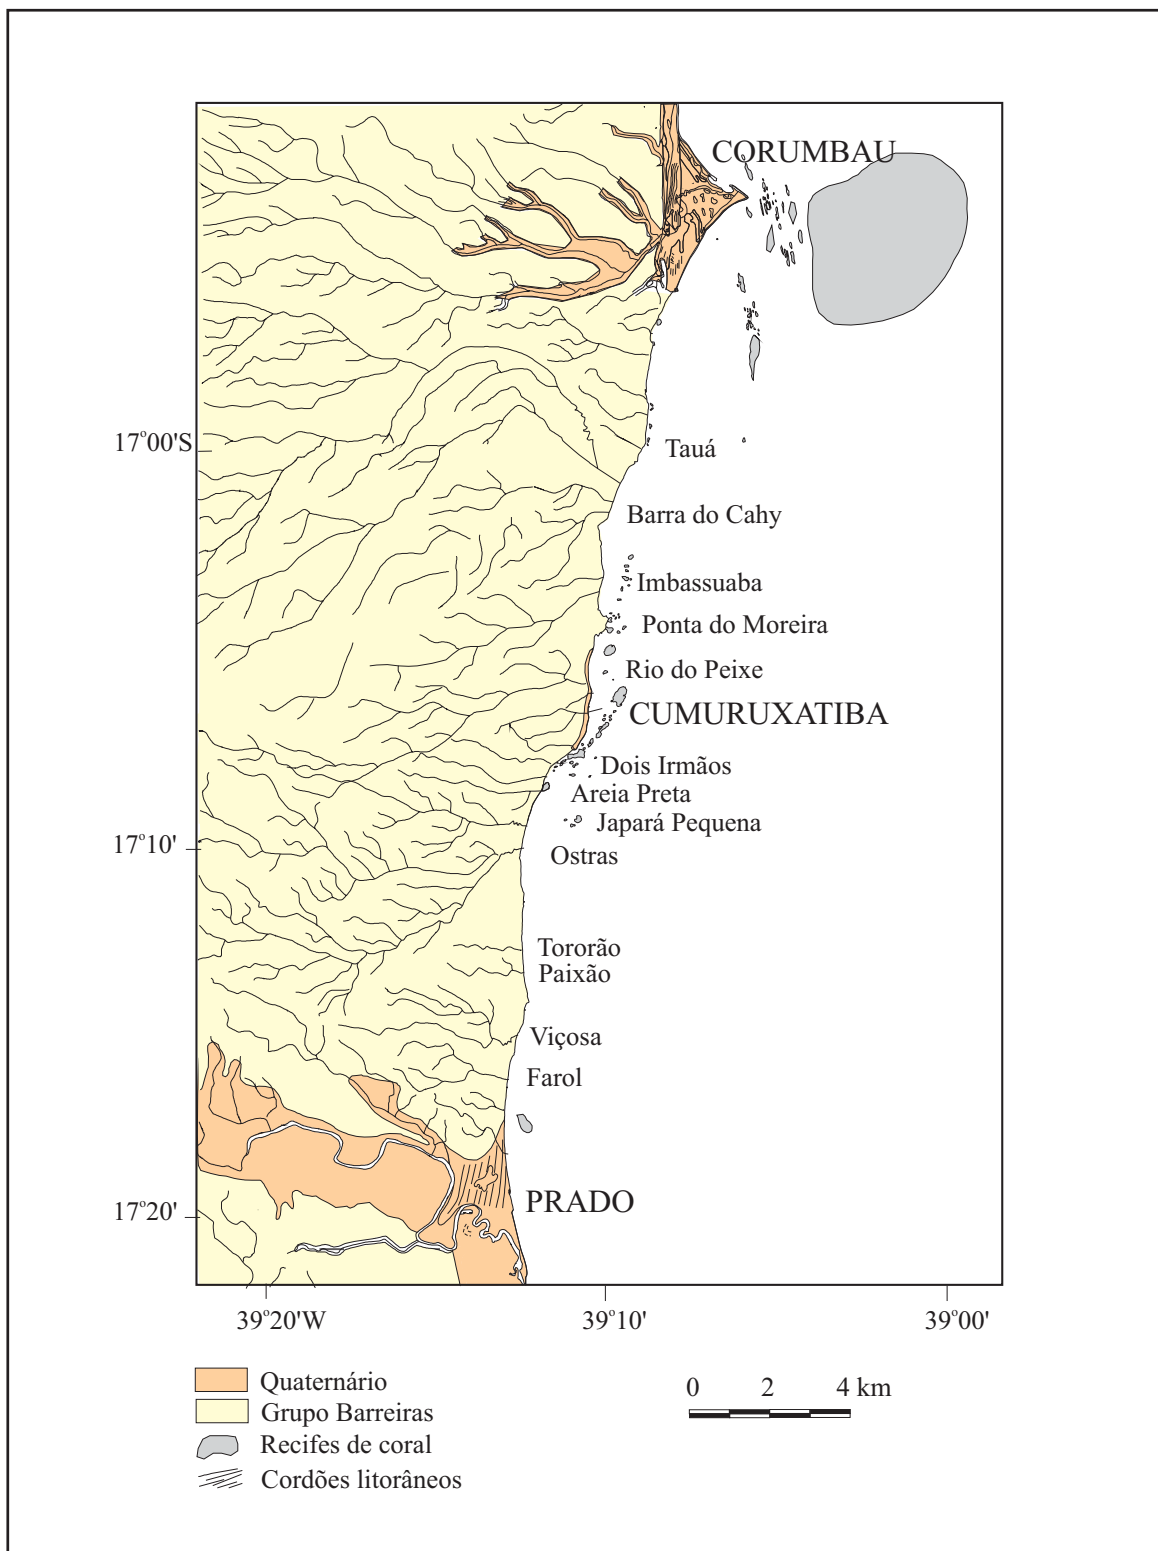 CORUMBAU
17°00'S
Tauá
Barra do Cahy
Imbassuaba
Ponta do Moreira
Rio do Peixe
CUMURUXATIBA
Dois Irmãos
Areia Preta
Japará Pequena
17°10'
Ostras
Tororão
Paixão
Viçosa
Farol
17°20'
PRADO
39°20'W
39°10'
39°00'
Quaternário
0 2 4 km
Grupo Barreiras
Recifes de coral
Cordões litorâneos